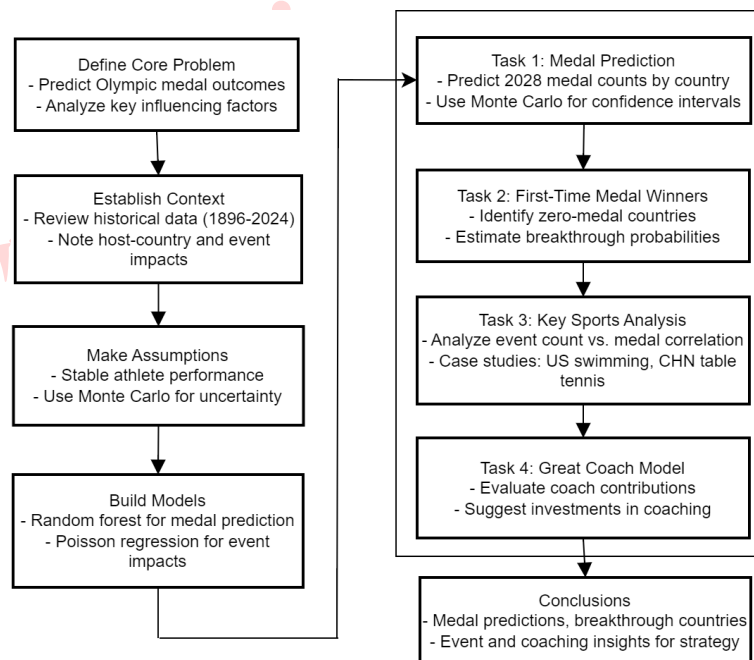 Define Core Problem
- Predict Olympic medal outcomes
- Analyze key influencing factors
Establish Context
- Review historical data (1896-2024)
- Note host-country and event
impacts
Make Assumptions
- Stable athlete performance
- Use Monte Carlo for uncertainty
Build Models
- Random forest for medal prediction
- Poisson regression for event
impacts
Task 1: Medal Prediction
- Predict 2028 medal counts by country
- Use Monte Carlo for confidence intervals
Task 2: First-Time Medal Winners
- Identify zero-medal countries
- Estimate breakthrough probabilities
Task 3: Key Sports Analysis
- Analyze event count vs. medal correlation
- Case studies: US swimming, CHN table
tennis
Task 4: Great Coach Model
- Evaluate coach contributions
- Suggest investments in coaching
Conclusions
- Medal predictions, breakthrough countries
- Event and coaching insights for strategy